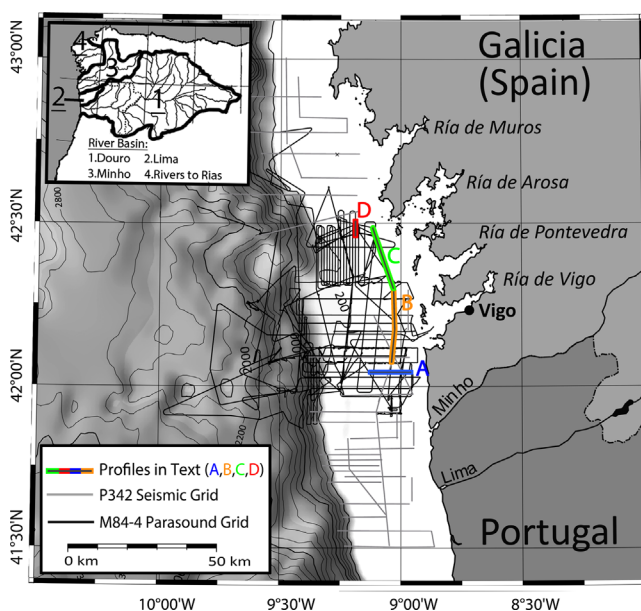 43°00'N
42°30'N
42°00'N
41°30'N
4
3
2
1
River Basin:
1.Douro 2.Lima
3.Minho 4.Rivers to Rias
2800
Galicia
(Spain)
Ría de Muros
Ría de Arosa
Ría de Pontevedra
Ría de Vigo
Vigo
D
C
B
A
200
2000
2200
Minho
Lima
Portugal
Profiles in Text (A,B,C,D)
P342 Seismic Grid
M84-4 Parasound Grid
0 km 50 km
10°00'W 9°30'W 9°00'W 8°30'W